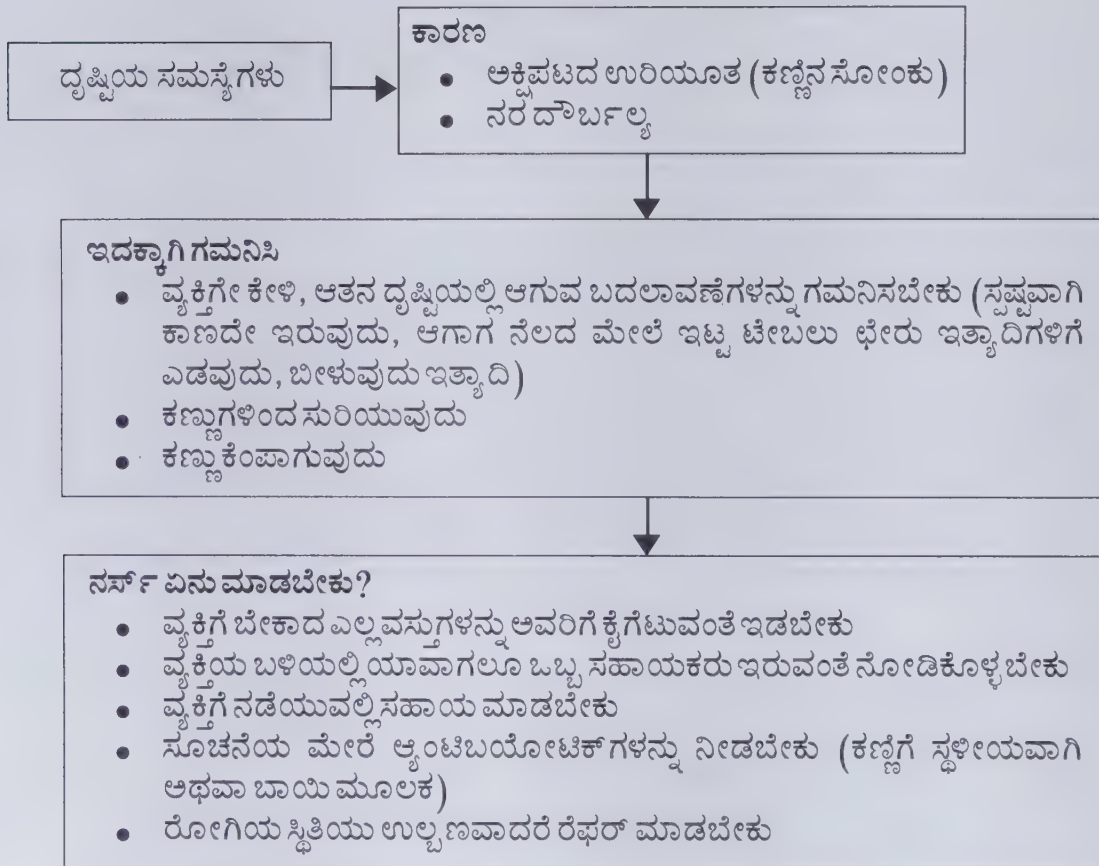 ದೃಷ್ಟಿಯ ಸಮಸ್ಯೆಗಳು
ಕಾರಣ
● ಅಕ್ಷಿಪಟದ ಉರಿಯೂತ (ಕಣ್ಣಿನ ಸೋಂಕು)
● ನರ ದೌರ್ಬಲ್ಯ
ಇದಕ್ಕಾಗಿ ಗಮನಿಸಿ
● ವ್ಯಕ್ತಿಗೇ ಕೇಳಿ, ಆತನ ದೃಷ್ಟಿಯಲ್ಲಿ ಆಗುವ ಬದಲಾವಣೆಗಳನ್ನು ಗಮನಿಸಬೇಕು (ಸ್ಪಷ್ಟವಾಗಿ
ಕಾಣದೇ ಇರುವುದು, ಆಗಾಗ ನೆಲದ ಮೇಲೆ ಇಟ್ಟ ಟೇಬಲು ಛೇರು ಇತ್ಯಾದಿಗಳಿಗೆ
ಎಡವುದು, ಬೀಳುವುದು ಇತ್ಯಾದಿ)
● ಕಣ್ಣುಗಳಿಂದ ಸುರಿಯುವುದು
● ಕಣ್ಣು ಕೆಂಪಾಗುವುದು
ನರ್ಸ್ ಏನು ಮಾಡಬೇಕು?
● ವ್ಯಕ್ತಿಗೆ ಬೇಕಾದ ಎಲ್ಲ ವಸ್ತುಗಳನ್ನು ಅವರಿಗೆ ಕೈಗೆಟುವಂತೆ ಇಡಬೇಕು
● ವ್ಯಕ್ತಿಯ ಬಳಿಯಲ್ಲಿ ಯಾವಾಗಲೂ ಒಬ್ಬ ಸಹಾಯಕರು ಇರುವಂತೆ ನೋಡಿಕೊಳ್ಳಬೇಕು
● ವ್ಯಕ್ತಿಗೆ ನಡೆಯುವಲ್ಲಿ ಸಹಾಯ ಮಾಡಬೇಕು
● ಸೂಚನೆಯ ಮೇರೆ ಆ್ಯಂಟಿಬಯೋಟಿಕ್‌ಗಳನ್ನು ನೀಡಬೇಕು (ಕಣ್ಣಿಗೆ ಸ್ಥಳೀಯವಾಗಿ
ಅಥವಾ ಬಾಯಿ ಮೂಲಕ)
● ರೋಗಿಯ ಸ್ಥಿತಿಯು ಉಲ್ಬಣವಾದರೆ ರೆಫರ್ ಮಾಡಬೇಕು